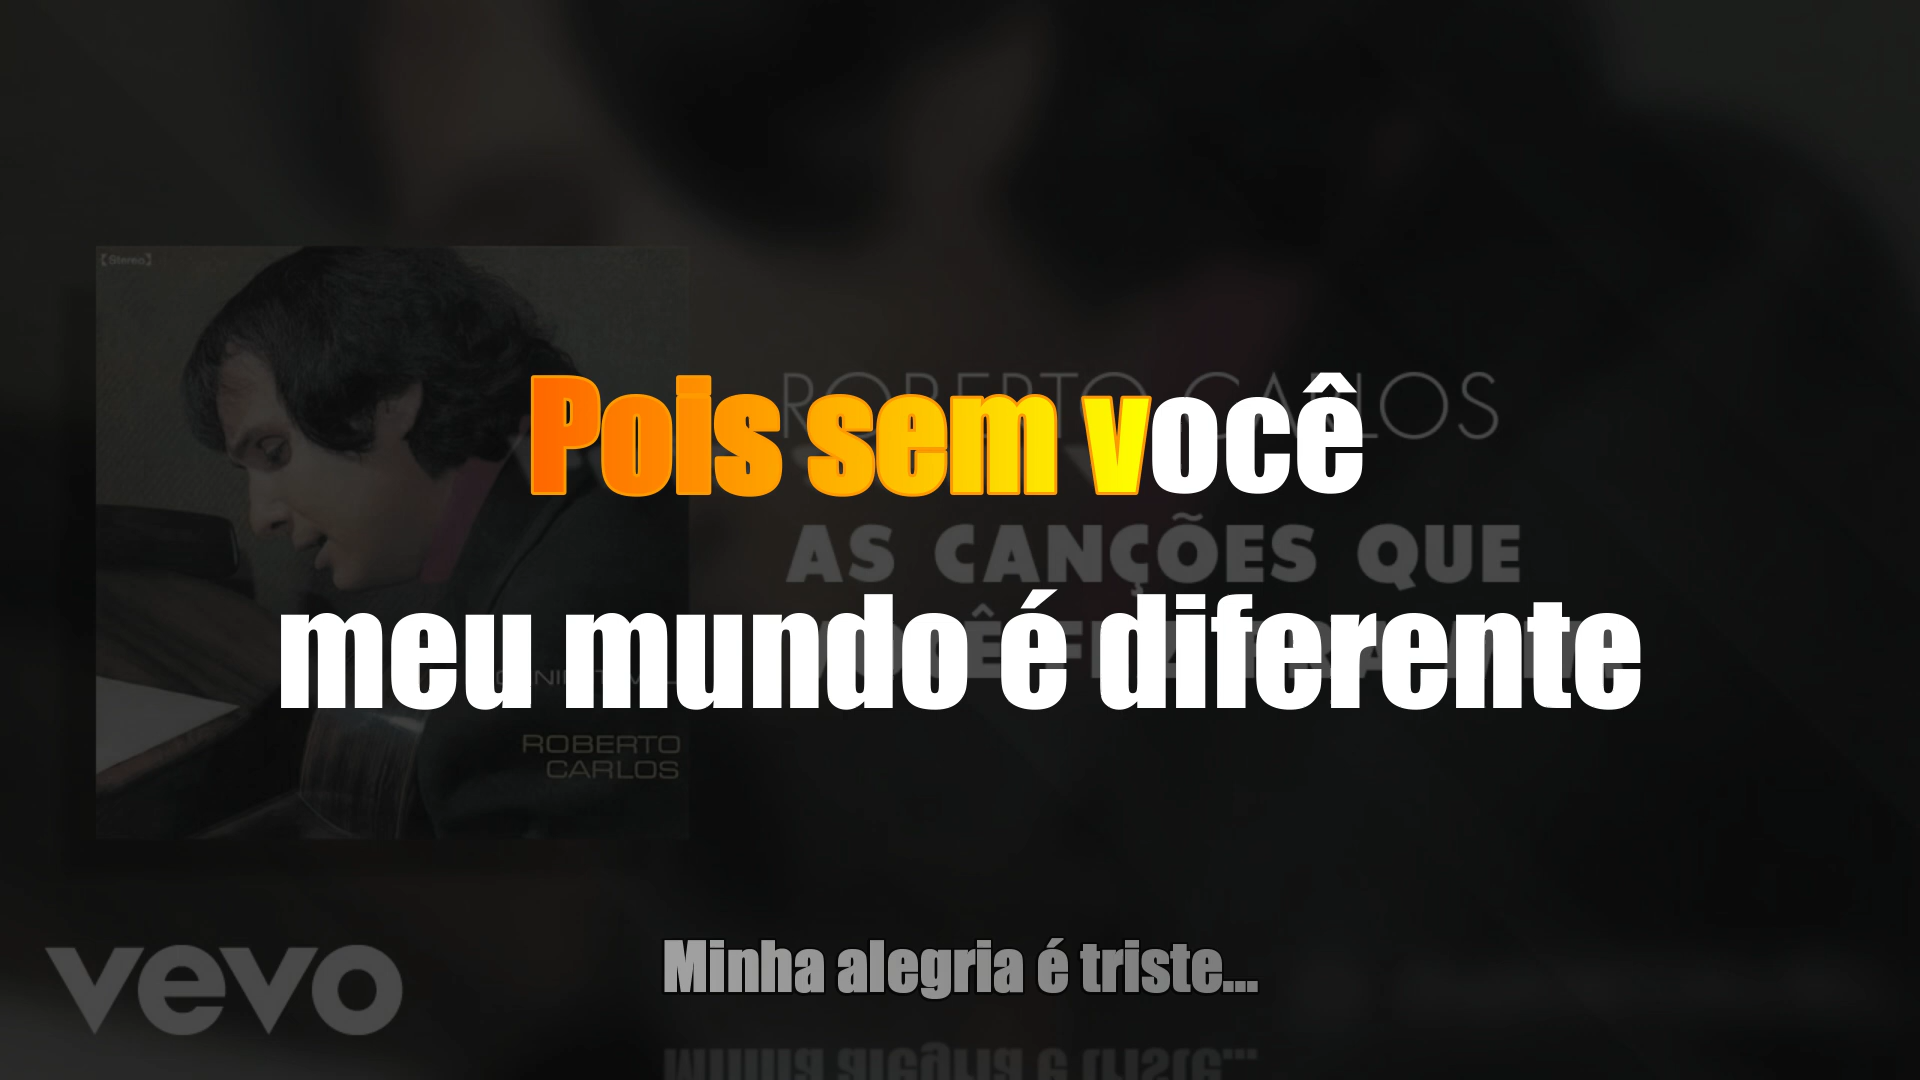 【Stereo】
ROBERTO CARLOS
Pois sem você
AS CANÇÕES QUE
meu mundo é diferente
ROBERTO
CARLOS
vevo
Minha alegria é triste...